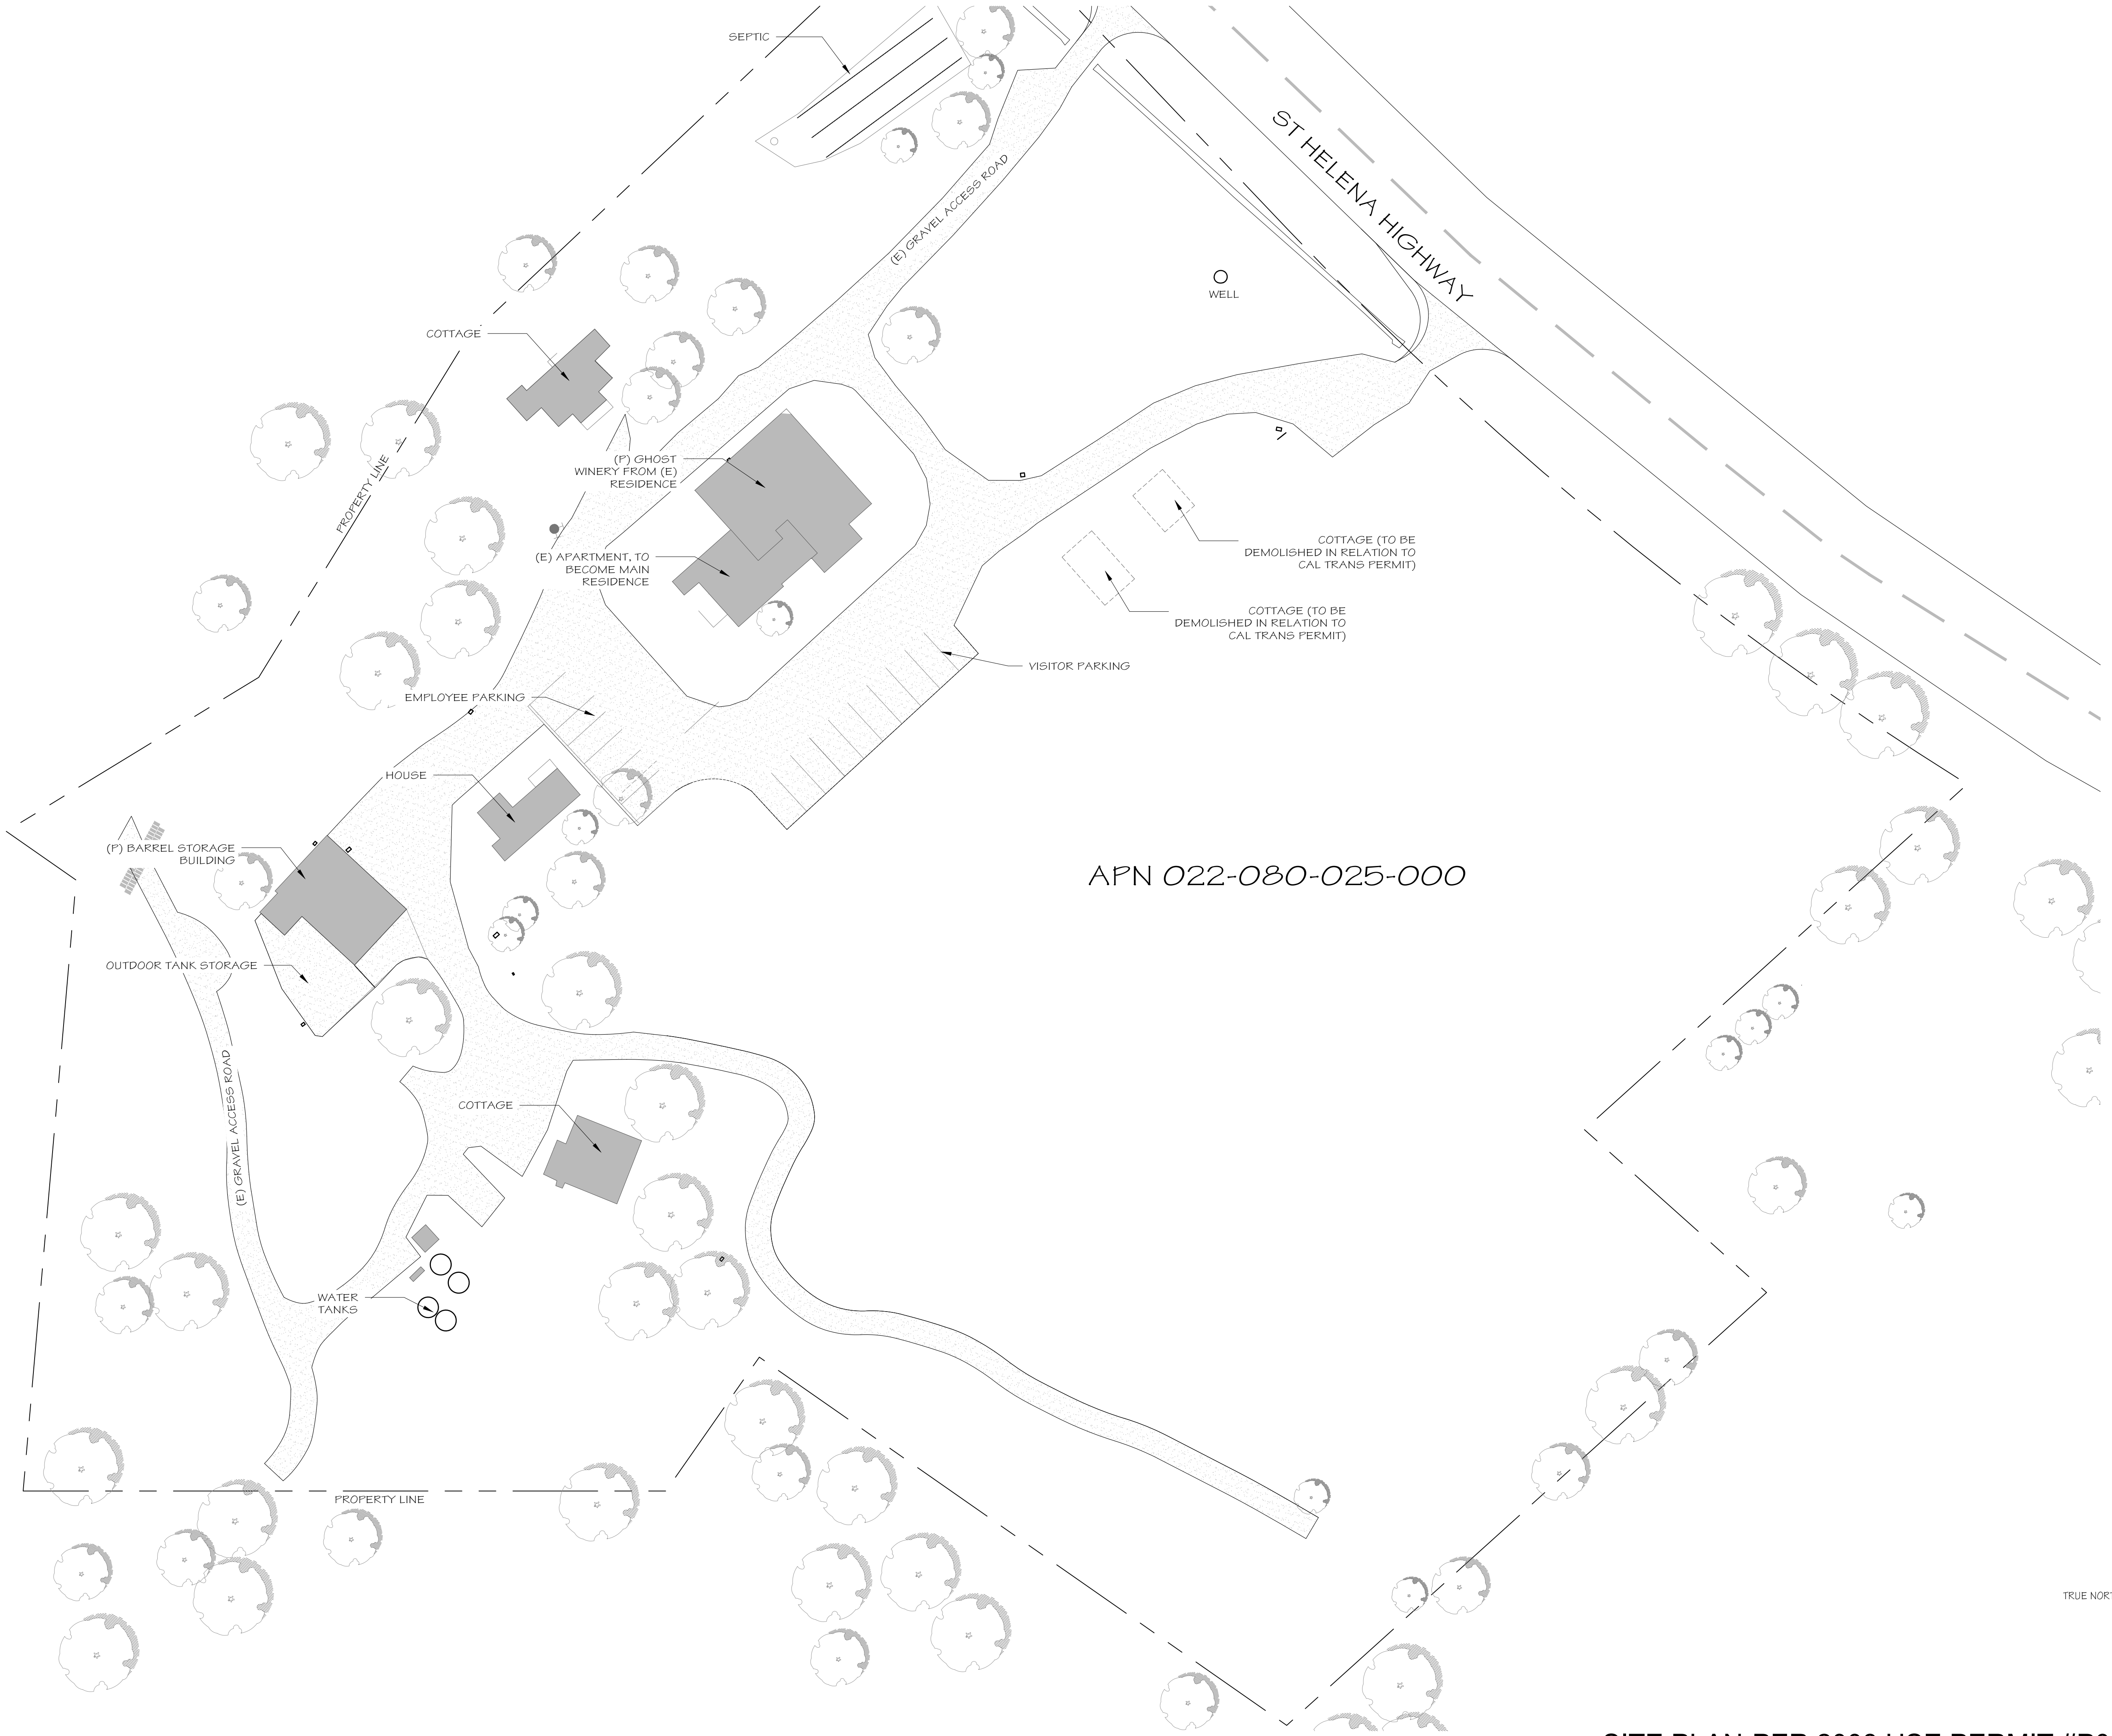 SEPTIC
ST HELENA HIGHWAY
(E) GRAVEL ACCESS ROAD
WELL
COTTAGE
(P) GHOST
WINERY FROM (E)
RESIDENCE
PROPERTY LINE
(E) APARTMENT, TO
BECOME MAIN
RESIDENCE
COTTAGE (TO BE
DEMOLISHED IN RELATION TO
CAL TRANS PERMIT)
COTTAGE (TO BE
DEMOLISHED IN RELATION TO
CAL TRANS PERMIT)
VISITOR PARKING
EMPLOYEE PARKING
HOUSE
(P) BARREL STORAGE
BUILDING
APN 022-080-025-000
OUTDOOR TANK STORAGE
(E) GRAVEL ACCESS ROAD
COTTAGE
WATER
TANKS
PROPERTY LINE
TRUE